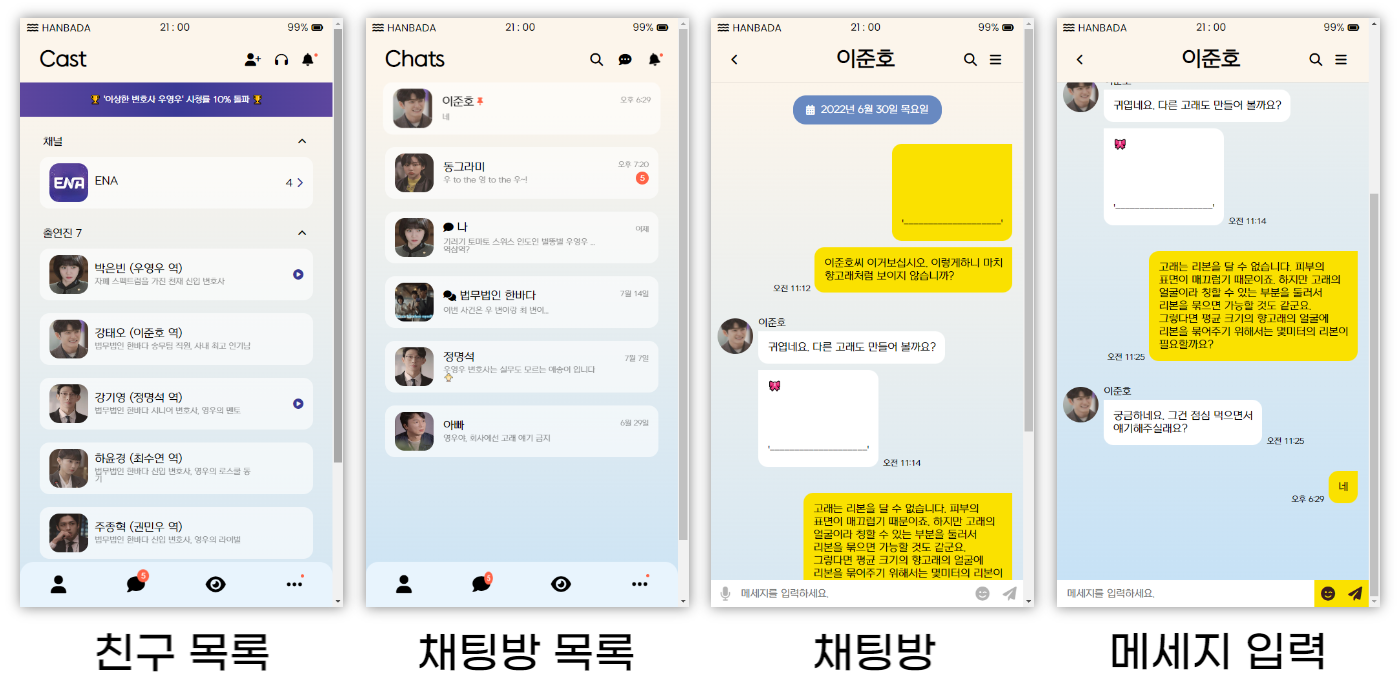 HANBADA 21 : 00 99%
Cast
🏆 '이상한 변호사 우영우' 시청률 10% 돌파 🏆
채널
ENA
ENA
4
출연진 7
박은빈 (우영우 역)
자폐 스펙트럼을 가진 천재 신입 변호사
강태오 (이준호 역)
법무법인 한바다 송무팀 직원, 사내 최고 인기남
강기영 (정명석 역)
법무법인 한바다 시니어 변호사, 영우의 멘토
하윤경 (최수연 역)
법무법인 한바다 신입 변호사, 영우의 로스쿨 동
기
주종혁 (권민우 역)
법무법인 한바다 신입 변호사, 영우의 라이벌
5
친구 목록
HANBADA 21 : 00 99%
Chats
이준호 오후 6:29
네
동그라미 오후 7:20
우 to the 영 to the 우~! 5
나 어제
기러기 토마토 스위스 인도인 별똥별 우영우 ...
역삼역?
법무법인 한바다 7월 14일
이번 사건은 우 변이랑 최 변이...
정명석 7월 7일
우영우 변호사는 실무도 모르는 애송이 입니다
🐥
아빠 6월 29일
영우야, 회사에선 고래 얘기 금지
채팅방 목록
HANBADA 21 : 00 99%
이준호
2022년 6월 30일 목요일
'____________________'
이준호씨 이거보십시오. 이렇게하니 마치
향고래처럼 보이지 않습니까?
오전 11:12
이준호
귀엽네요. 다른 고래도 만들어 볼까요?
🎀
'____________________'
오전 11:14
고래는 리본을 달 수 없습니다. 피부의
표면이 매끄럽기 때문이죠. 하지만 고래의
얼굴이라 칭할 수 있는 부분을 둘러서
리본을 묶으면 가능할 것도 같군요.
그렇다면 평균 크기의 향고래의 얼굴에
리본을 묶어주기 위해서는 몇미터의 리본이
메세지를 입력하세요.
채팅방
HANBADA 21 : 00 99%
이준호
귀엽네요. 다른 고래도 만들어 볼까요?
🎀
'____________________'
오전 11:14
고래는 리본을 달 수 없습니다. 피부의
표면이 매끄럽기 때문이죠. 하지만 고래의
얼굴이라 칭할 수 있는 부분을 둘러서
리본을 묶으면 가능할 것도 같군요.
그렇다면 평균 크기의 향고래의 얼굴에
리본을 묶어주기 위해서는 몇미터의 리본이
필요할까요?
오전 11:25
이준호
궁금하네요. 그건 점심 먹으면서
얘기해주실래요?
오전 11:25
네
오후 6:29
메세지를 입력하세요.
메세지 입력